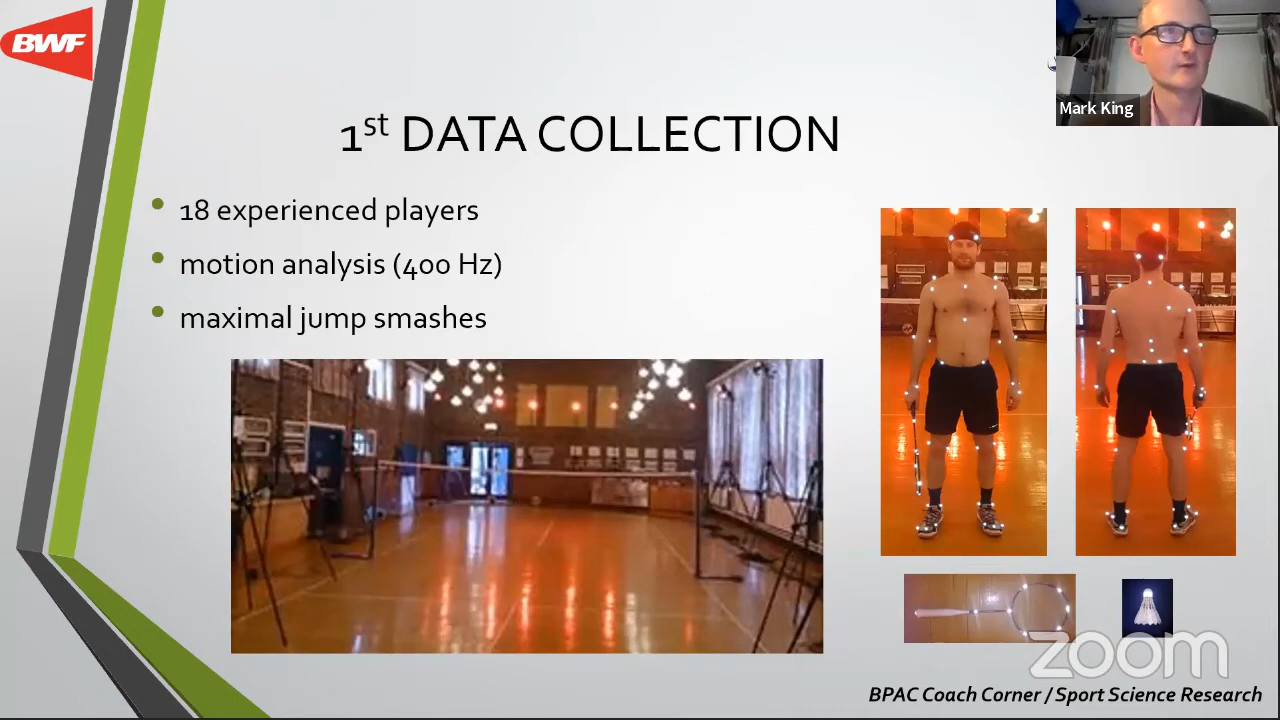 BWF
Mark King
1st DATA COLLECTION
• 18 experienced players
• motion analysis (400 Hz)
• maximal jump smashes
zoom
BPAC Coach Corner / Sport Science Research